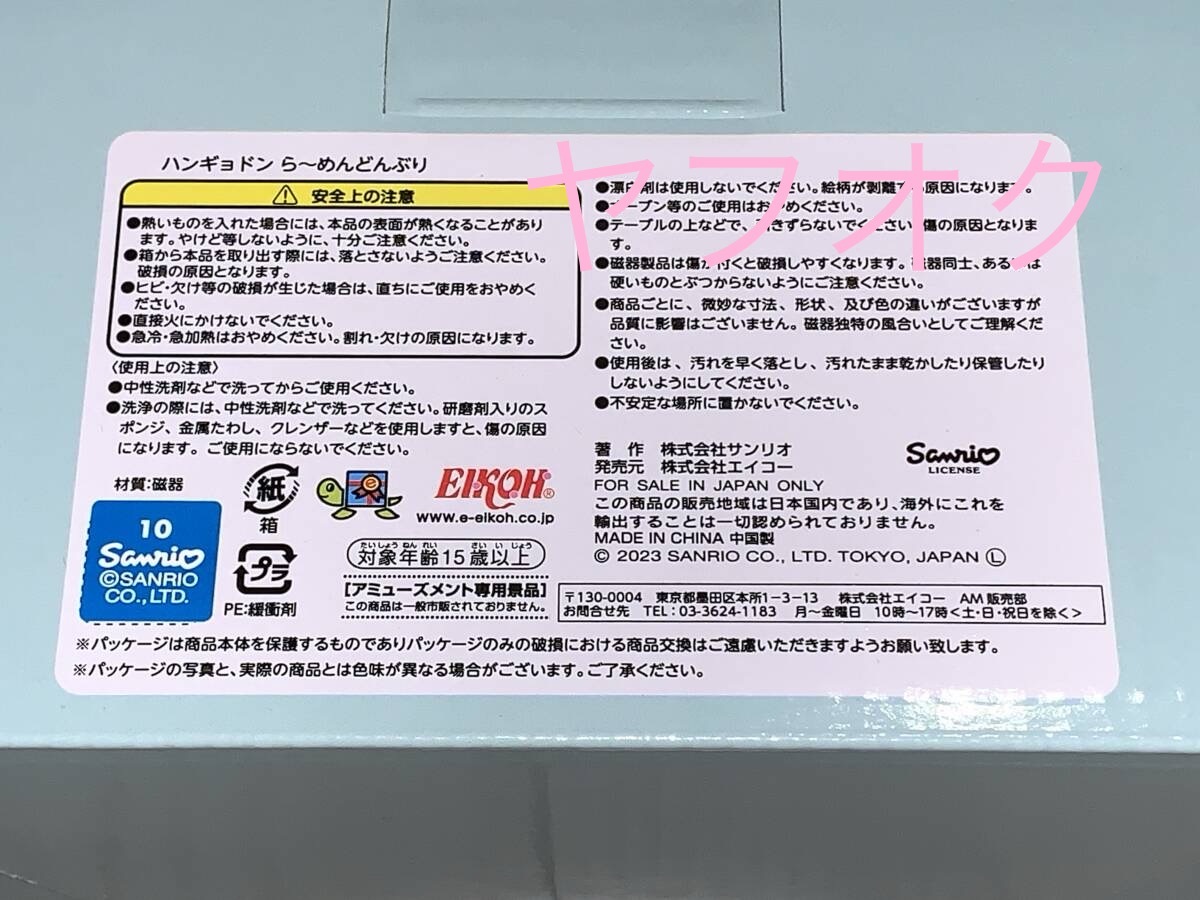 ハンギョドン ら～めんどんぶり
安全上の注意
●熱いものを入れた場合には、本品の表面が熱くなることがあり
ます。やけど等しないように、十分ご注意ください。
●箱から本品を取り出す際には、落とさないようご注意ください。
破損の原因となります。
●ヒビ・欠け等の破損が生じた場合は、直ちにご使用をおやめく
ださい。
●直接火にかけないでください。
●急冷・急加熱はおやめください。割れ・欠けの原因になります。
〈使用上の注意〉
●中性洗剤などで洗ってからご使用ください。
●洗浄の際には、中性洗剤などで洗ってください。研磨剤入りのス
ポンジ、金属たわし、クレンザーなどを使用しますと、傷の原因
になります。ご使用にならないでください。
材質:磁器
紙
箱
e
EIKOH®
www.e-eikoh.co.jp
10
Sanrio
©SANRIO
CO.,LTD.
プラ
PE:緩衝剤
たいしょうねんれい さい いじょう
対象年齢15歳以上
【アミューズメント専用景品】
この商品は一般市販されておりません。
ヤフオク
●漂白剤は使用しないでください。絵柄が剥離する原因になります。
●オーブン等のご使用はおやめください。
●テーブルの上などで、引きずらないでください。傷の原因となりま
す。
●磁器製品は傷が付くと破損しやすくなります。磁器同士、あるいは
硬いものとぶつからないようにご注意ください。
●商品ごとに、微妙な寸法、形状、及び色の違いがございますが
品質に影響はございません。磁器独特の風合いとしてご理解くだ
さい。
●使用後は、汚れを早く落とし、汚れたまま乾かしたり保管したり
しないようにしてください。
●不安定な場所に置かないでください。
著 作 株式会社サンリオ
発売元 株式会社エイコー
Sanrio
LICENSE
FOR SALE IN JAPAN ONLY
この商品の販売地域は日本国内であり、海外にこれを
輸出することは一切認められておりません。
MADE IN CHINA 中国製
© 2023 SANRIO CO., LTD. TOKYO, JAPAN Ⓛ
〒130-0004 東京都墨田区本所1-3-13 株式会社エイコー AM販売部
お問合せ先 TEL:03-3624-1183 月～金曜日 10時～17時<土・日・祝日を除く>
※パッケージは商品本体を保護するものでありパッケージのみの破損における商品交換はご遠慮いただきますようお願い致します。
※パッケージの写真と、実際の商品とは色味が異なる場合がございます。ご了承ください。